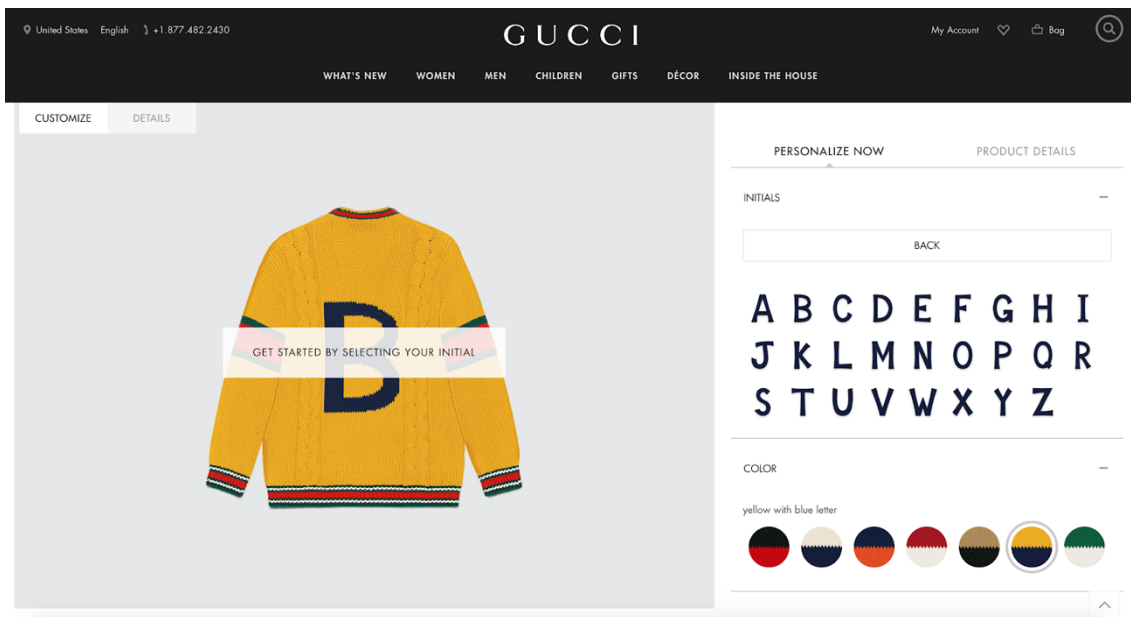 United States English +1.877.482.2430
GUCCI
My Account Bag
WHAT'S NEW WOMEN MEN CHILDREN GIFTS DÉCOR INSIDE THE HOUSE
CUSTOMIZE DETAILS
B
GET STARTED BY SELECTING YOUR INITIAL
PERSONALIZE NOW PRODUCT DETAILS
INITIALS
BACK
A B C D E F G H I
J K L M N O P Q R
S T U V W X Y Z
COLOR
yellow with blue letter